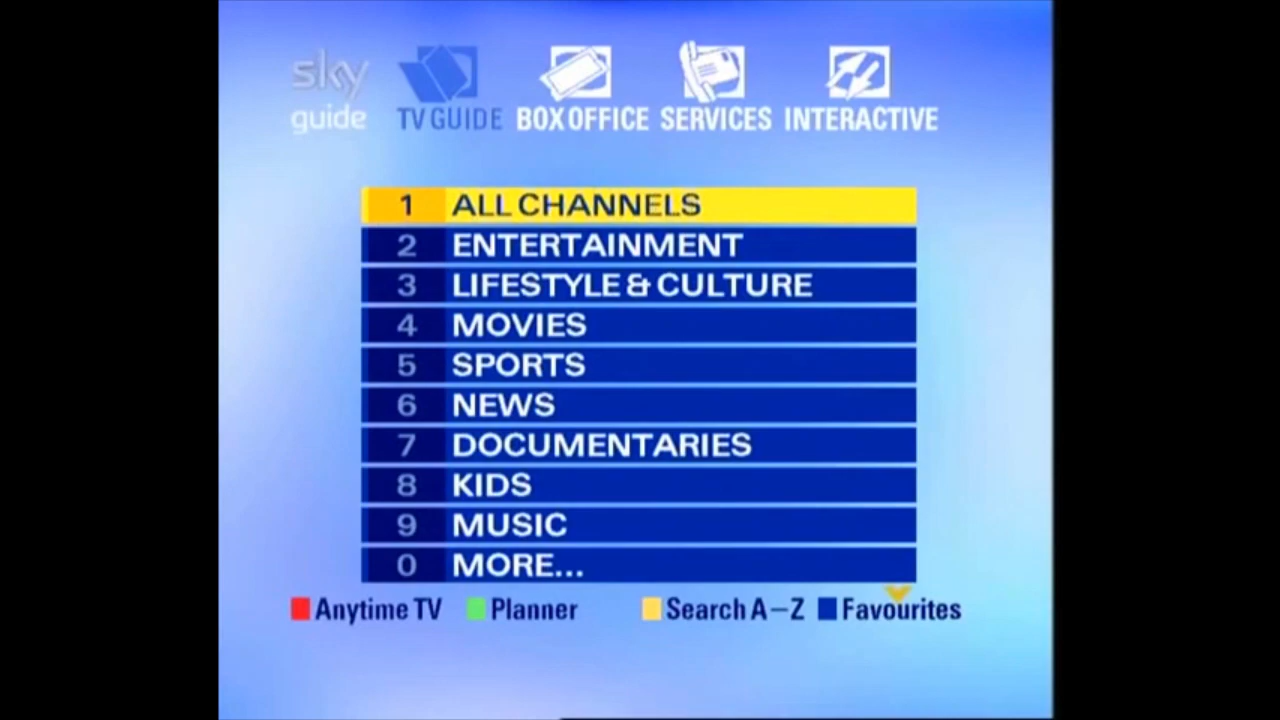 sky
guide
TV GUIDE BOX OFFICE SERVICES INTERACTIVE
1 ALL CHANNELS
2 ENTERTAINMENT
3 LIFESTYLE & CULTURE
4 MOVIES
5 SPORTS
6 NEWS
7 DOCUMENTARIES
8 KIDS
9 MUSIC
0 MORE...
Anytime TV Planner Search A–Z Favourites